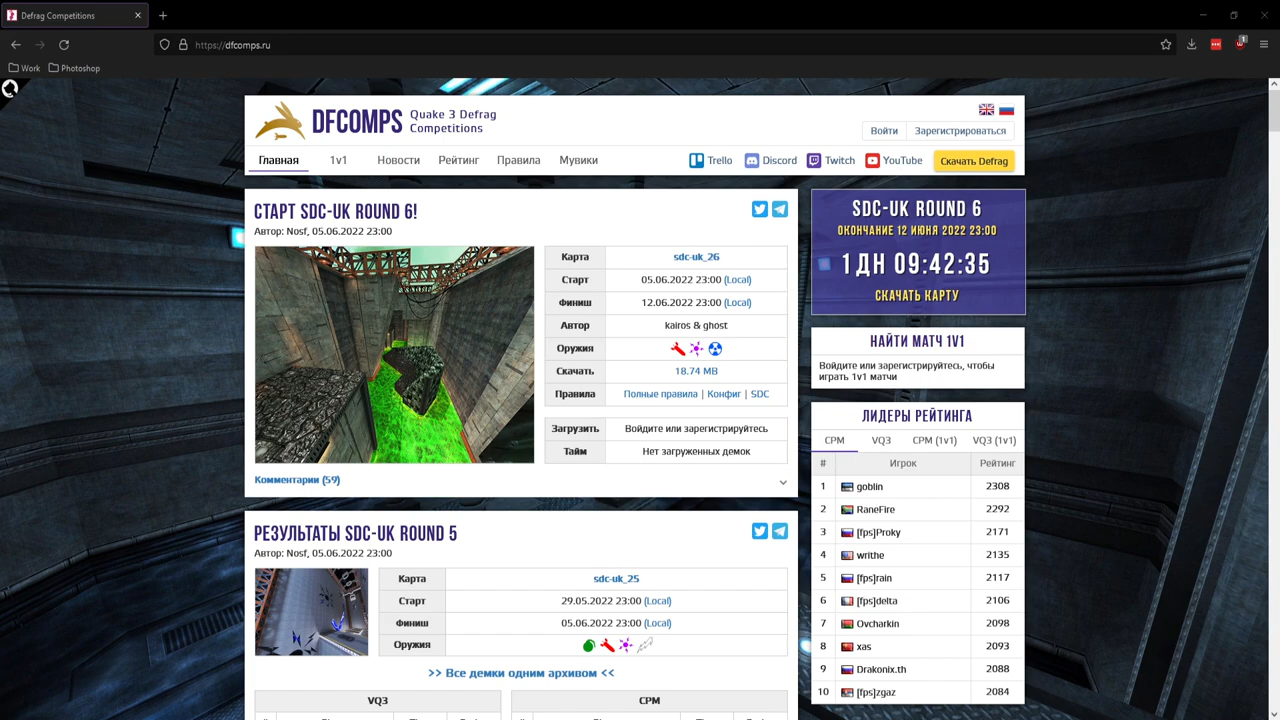 Defrag Competitions
https://dfcomps.ru
1
Work
Photoshop
DFCOMPS
Quake 3 Defrag
Competitions
Войти
Зарегистрироваться
Главная
1v1
Новости
Рейтинг
Правила
Мувики
Trello
Discord
Twitch
YouTube
Скачать Defrag
СТАРТ SDC-UK ROUND 6!
Автор: Nosf, 05.06.2022 23:00
Карта sdc-uk_26
Старт 05.06.2022 23:00 (Local)
Финиш 12.06.2022 23:00 (Local)
Автор kairos & ghost
Оружия
Скачать 18.74 MB
Правила Полные правила | Конфиг | SDC
Загрузить Войдите или зарегистрируйтесь
Тайм Нет загруженных демок
Комментарии (59)
РЕЗУЛЬТАТЫ SDC-UK ROUND 5
Автор: Nosf, 05.06.2022 23:00
Карта sdc-uk_25
Старт 29.05.2022 23:00 (Local)
Финиш 05.06.2022 23:00 (Local)
Оружия
>> Все демки одним архивом <<
VQ3
CPM
SDC-UK ROUND 6
ОКОНЧАНИЕ 12 ИЮНЯ 2022 23:00
1 ДН 09:42:35
СКАЧАТЬ КАРТУ
НАЙТИ МАТЧ 1V1
Войдите или зарегистрируйтесь, чтобы
играть 1v1 матчи
ЛИДЕРЫ РЕЙТИНГА
CPM VQ3 CPM (1v1) VQ3 (1v1)
# Игрок Рейтинг
1 goblin 2308
2 RaneFire 2292
3 [fps]Proky 2171
4 writhe 2135
5 [fps]rain 2117
6 [fps]delta 2106
7 Ovcharkin 2098
8 xas 2093
9 Drakonix.th 2088
10 [fps]zgaz 2084